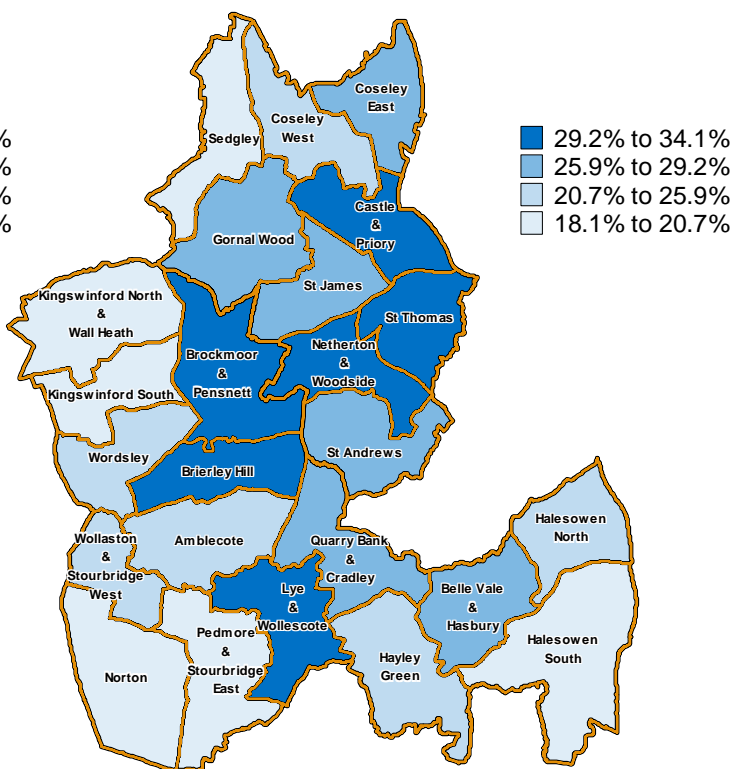 Coseley
East
Coseley
West
Sedgley
%
%
%
%
29.2% to 34.1%
25.9% to 29.2%
20.7% to 25.9%
18.1% to 20.7%
Castle
&
Priory
Gornal Wood
St James
Kingswinford North
&
Wall Heath
St Thomas
Netherton
&
Woodside
Brockmoor
&
Pensnett
Kingswinford South
Wordsley
St Andrews
Brierley Hill
Halesowen
North
Wollaston
&
Stourbridge
West
Amblecote
Quarry Bank
&
Cradley
Lye
&
Wollescote
Belle Vale
&
Hasbury
Pedmore
&
Stourbridge
East
Halesowen
South
Hayley
Green
Norton